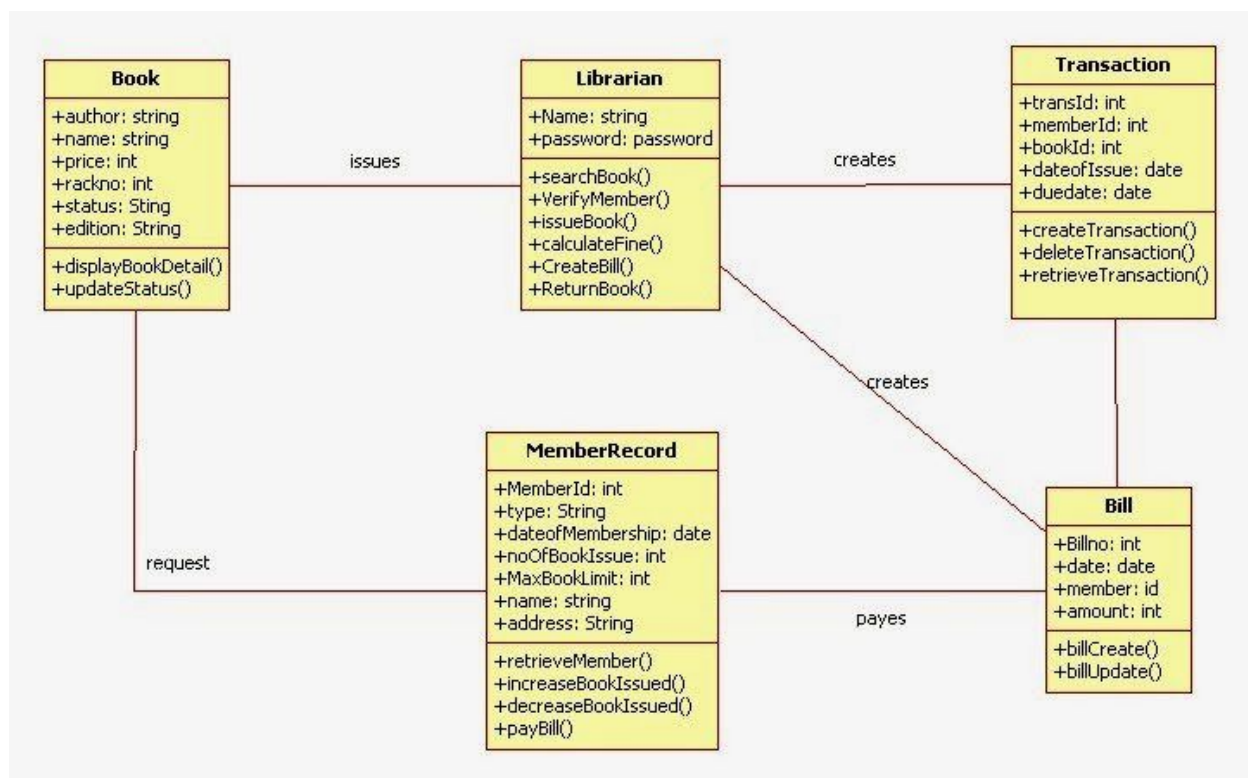 Book
+author: string
+name: string
+price: int
+rackno: int
+status: Sting
+edition: String
+displayBookDetail()
+updateStatus()
issues
Librarian
+Name: string
+password: password
+searchBook()
+VerifyMember()
+issueBook()
+calculateFine()
+CreateBill()
+ReturnBook()
creates
Transaction
+transId: int
+memberId: int
+bookId: int
+dateofIssue: date
+duedate: date
+createTransaction()
+deleteTransaction()
+retrieveTransaction()
creates
request
MemberRecord
+MemberId: int
+type: String
+dateofMembership: date
+noOfBookIssue: int
+MaxBookLimit: int
+name: string
+address: String
+retrieveMember()
+increaseBookIssued()
+decreaseBookIssued()
+payBill()
payes
Bill
+Billno: int
+date: date
+member: id
+amount: int
+billCreate()
+billUpdate()